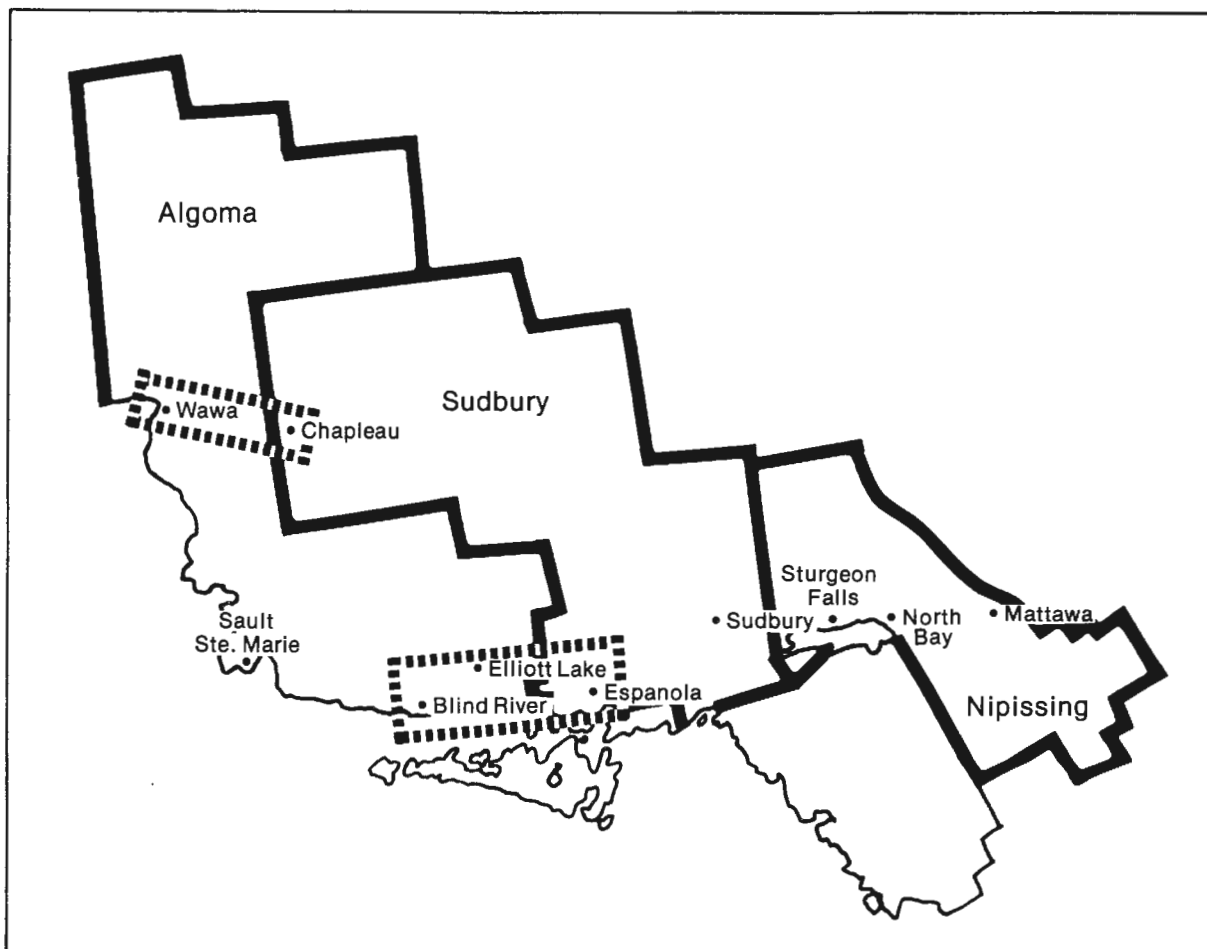 Algoma
Sudbury
Wawa
Chapleau
Sturgeon
Falls
Sudbury
North
Bay
Mattawa
Sault
Ste. Marie
Elliott Lake
Espanola
Blind River
Nipissing